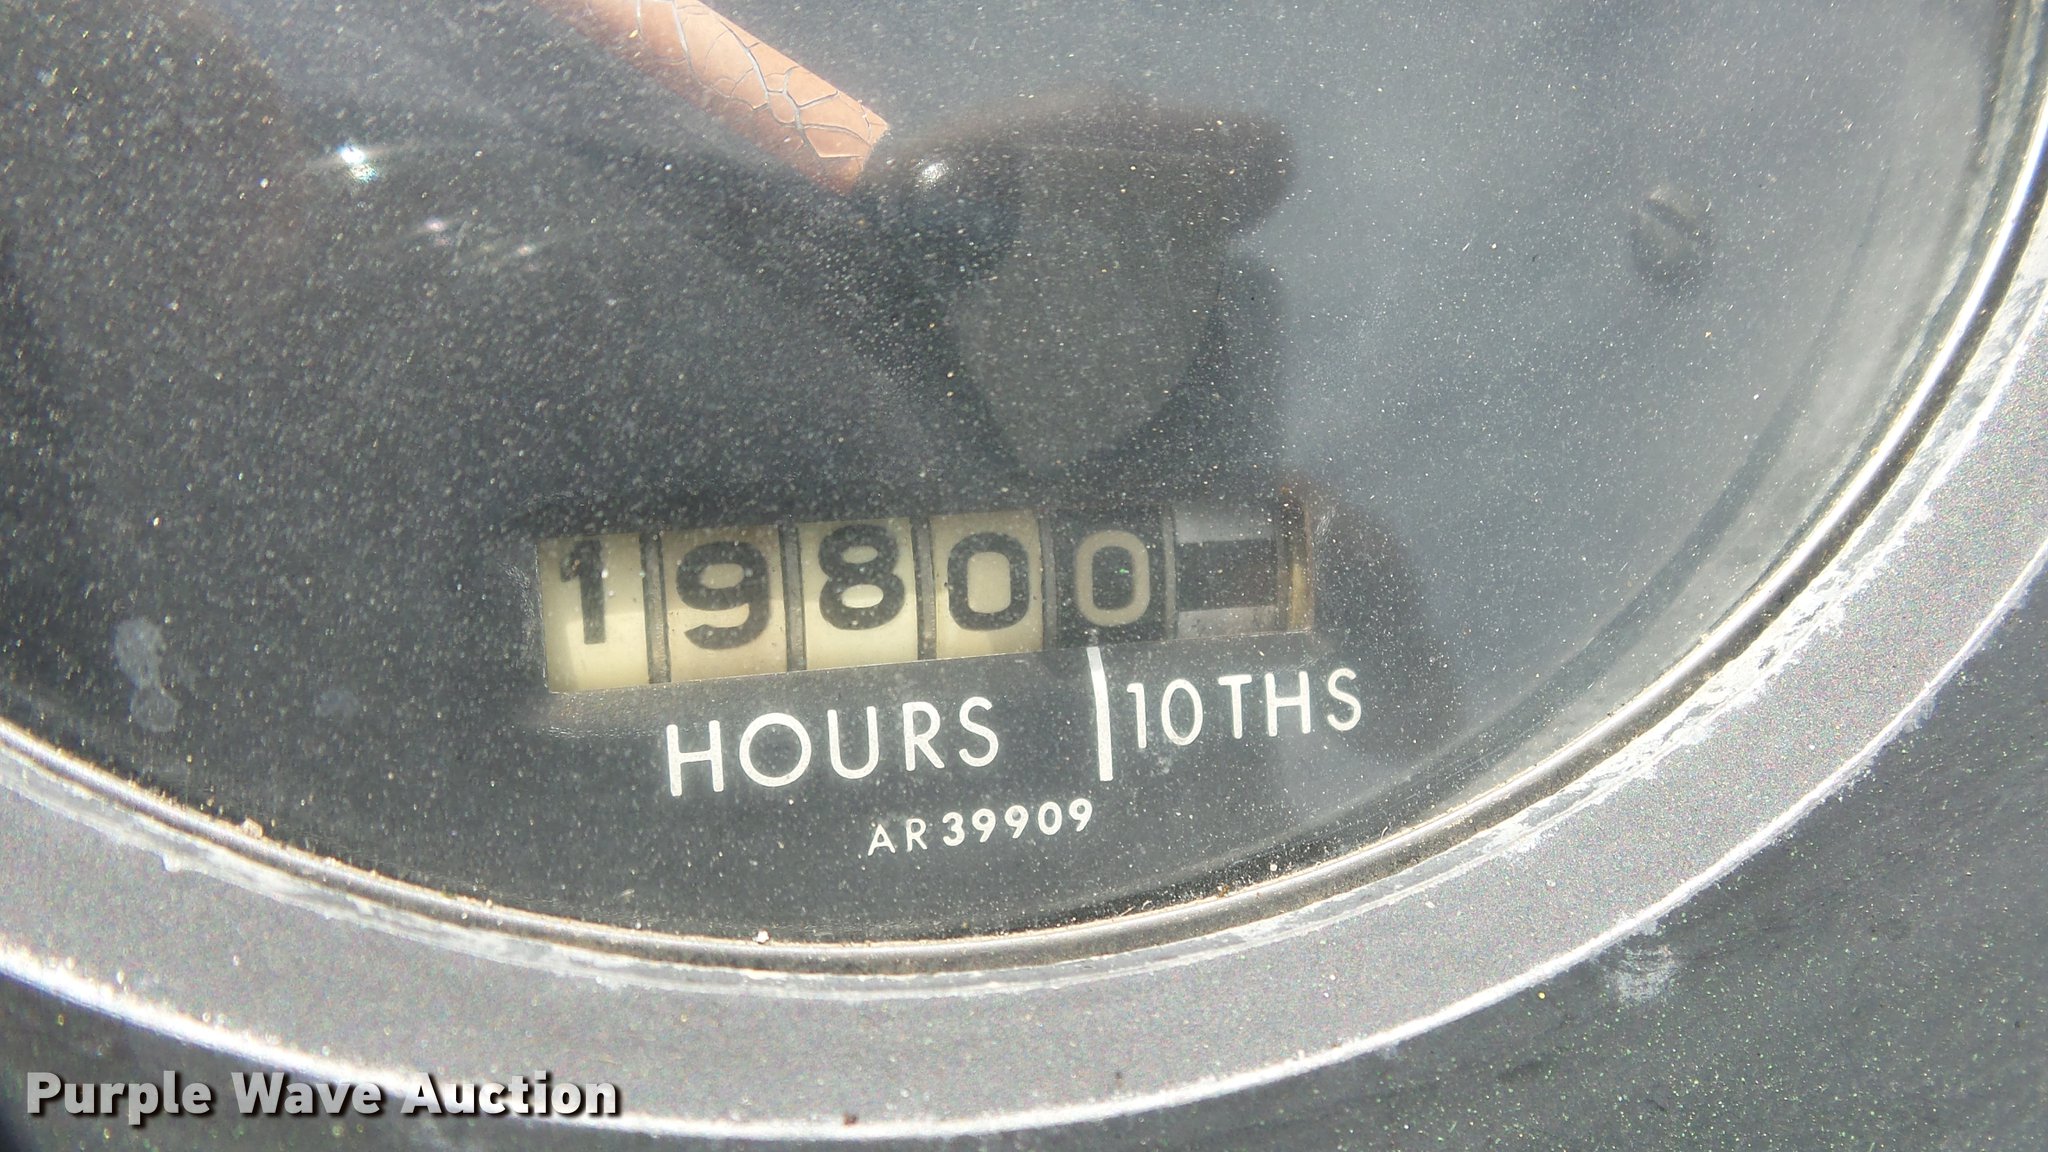 19800
HOURS | 10THS
AR39909
Purple Wave Auction